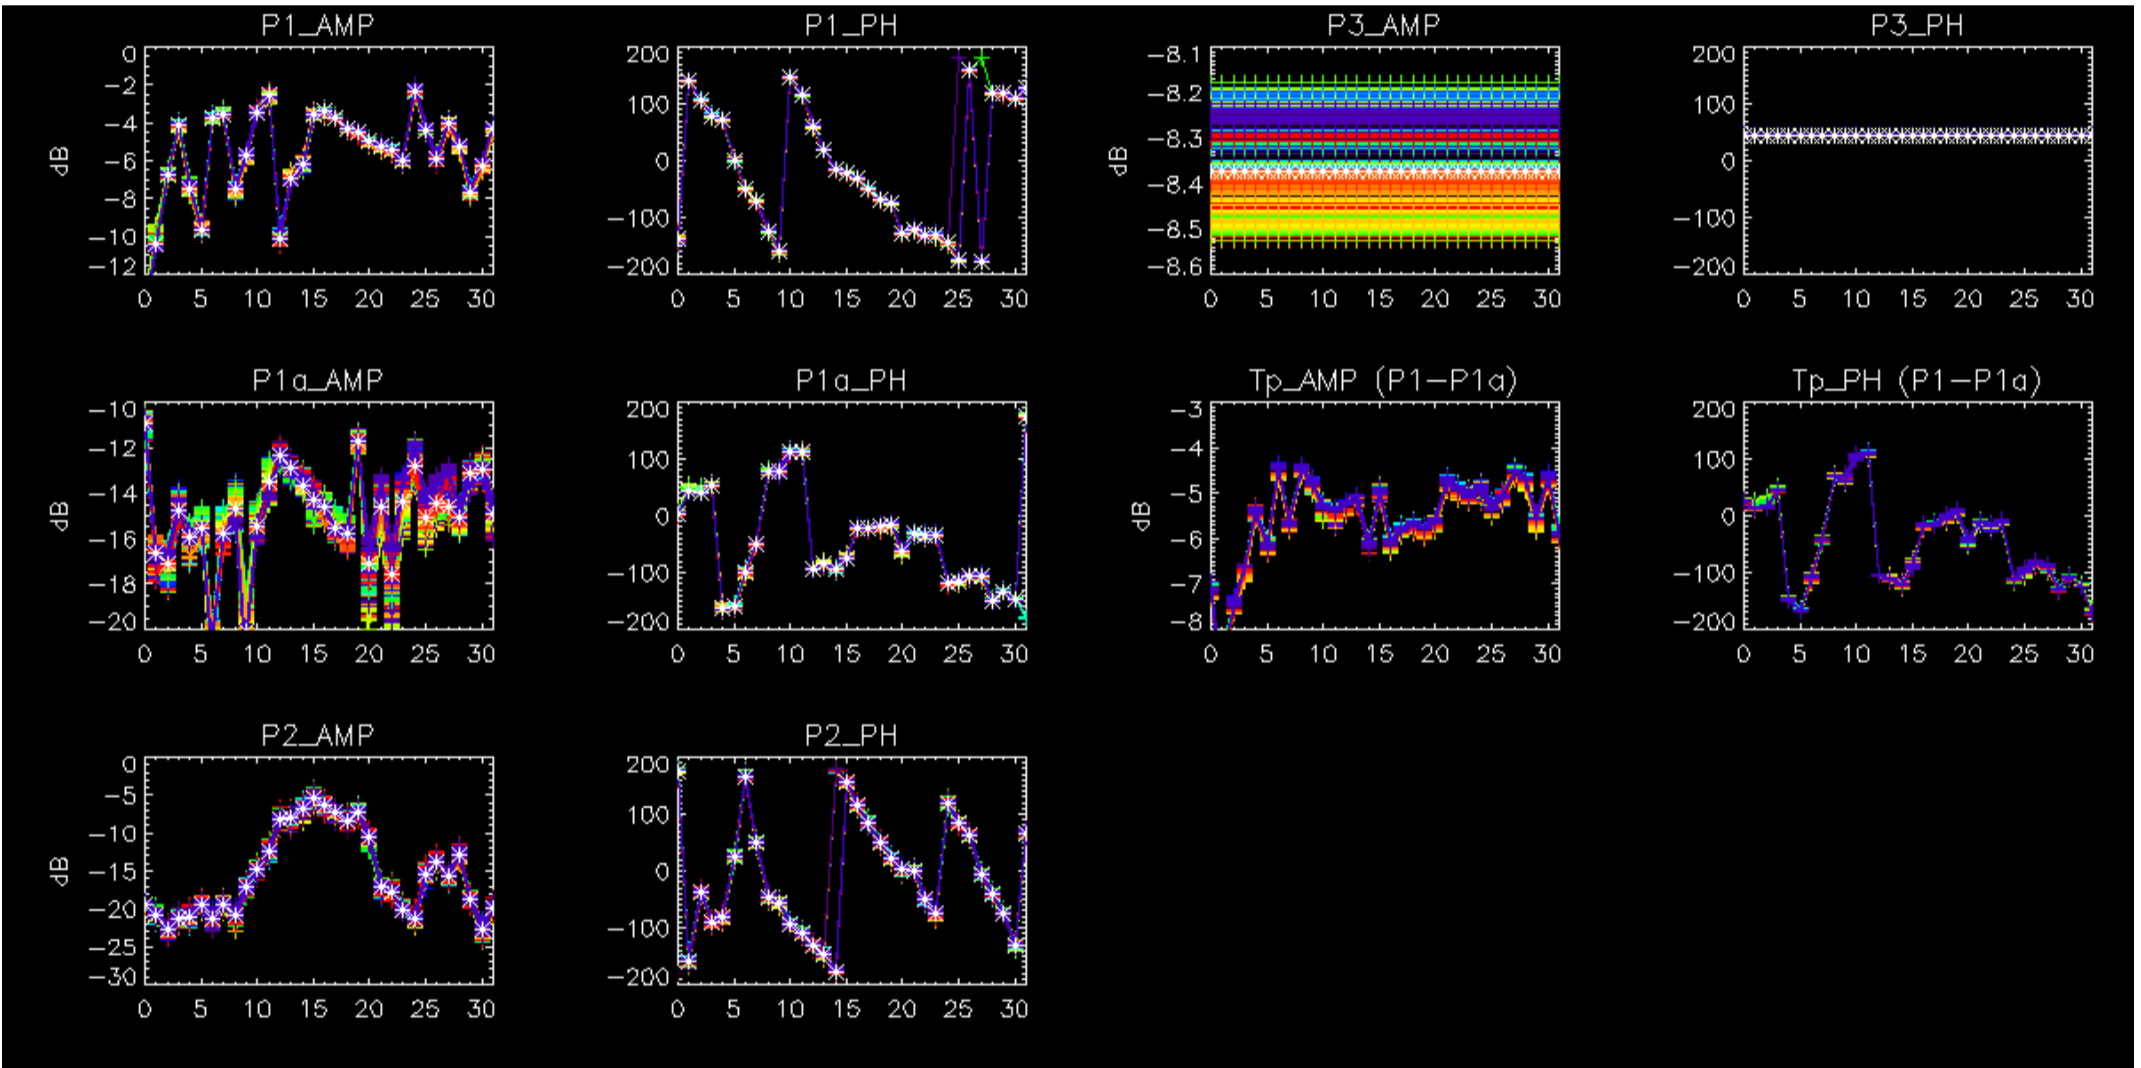 P1_AMP
P1_PH
P3_AMP
P3_PH
dB
0
-2
-4
-6
-8
-10
-12
0 5 10 15 20 25 30
200
100
0
-100
-200
0 5 10 15 20 25 30
dB
-8.1
-8.2
-8.3
-8.4
-8.5
-8.6
0 5 10 15 20 25 30
200
100
0
-100
-200
0 5 10 15 20 25 30
P1a_AMP
P1a_PH
Tp_AMP (P1-P1a)
Tp_PH (P1-P1a)
dB
-10
-12
-14
-16
-18
-20
0 5 10 15 20 25 30
200
100
0
-100
-200
0 5 10 15 20 25 30
dB
-3
-4
-5
-6
-7
-8
0 5 10 15 20 25 30
200
100
0
-100
-200
0 5 10 15 20 25 30
P2_AMP
P2_PH
dB
0
-5
-10
-15
-20
-25
-30
0 5 10 15 20 25 30
200
100
0
-100
-200
0 5 10 15 20 25 30